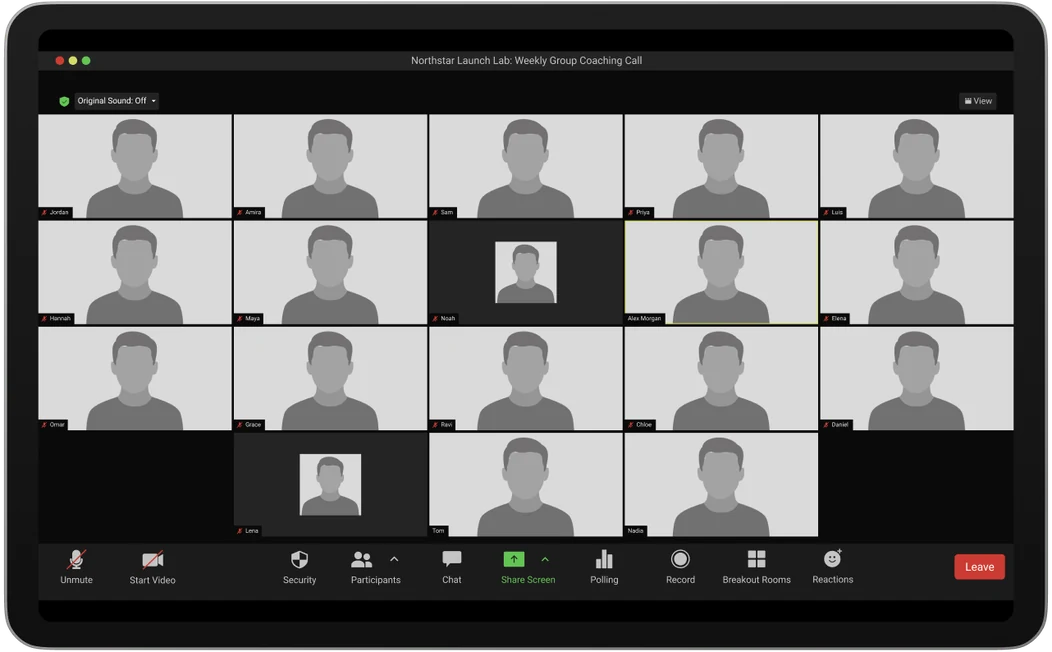 Northstar Launch Lab: Weekly Group Coaching Call
Original Sound: Off
View
Jordan
Amira
Sam
Priya
Luis
Hannah
Maya
Noah
Alex Morgan
Elena
Omar
Grace
Ravi
Chloe
Daniel
Lena
Tom
Nadia
Unmute
Start Video
Security
Participants
Chat
Share Screen
Polling
Record
Breakout Rooms
Reactions
Leave